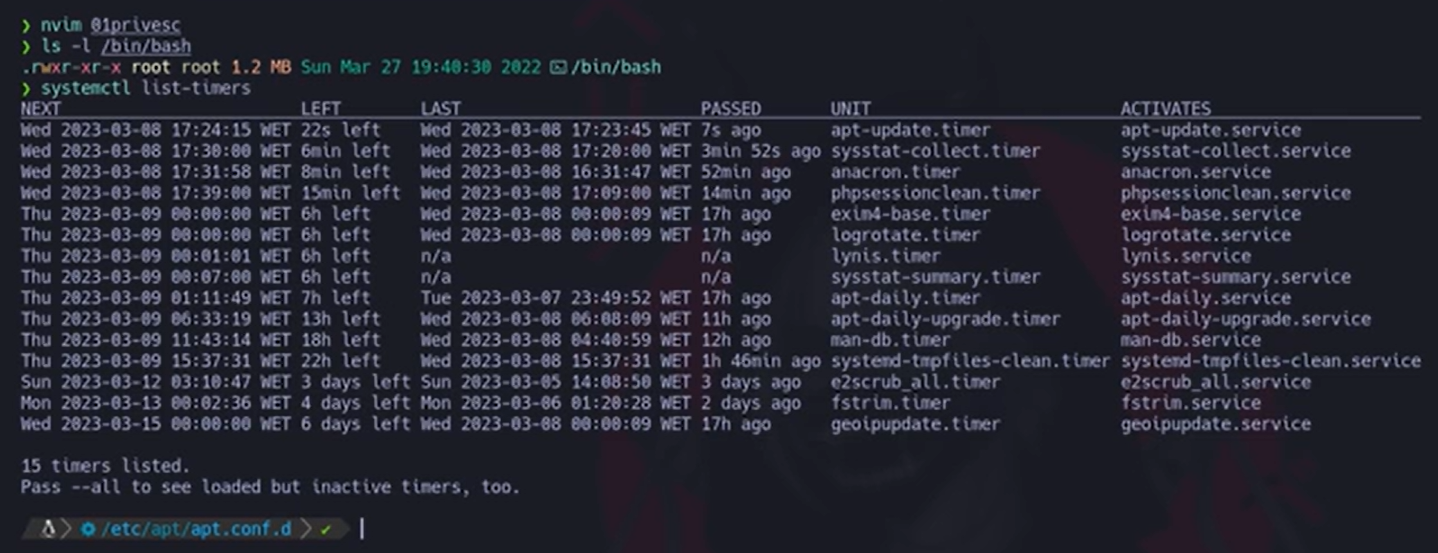 ❯ nvim 01privesc
❯ ls -l /bin/bash
.rwxr-xr-x root root 1.2 MB Sun Mar 27 19:40:30 2022 /bin/bash
❯ systemctl list-timers
NEXT LEFT LAST PASSED UNIT ACTIVATES
Wed 2023-03-08 17:24:15 WET 22s left Wed 2023-03-08 17:23:45 WET 7s ago apt-update.timer apt-update.service
Wed 2023-03-08 17:30:00 WET 6min left Wed 2023-03-08 17:20:00 WET 3min 52s ago sysstat-collect.timer sysstat-collect.service
Wed 2023-03-08 17:31:58 WET 8min left Wed 2023-03-08 16:31:47 WET 52min ago anacron.timer anacron.service
Wed 2023-03-08 17:39:00 WET 15min left Wed 2023-03-08 17:09:00 WET 14min ago phpsessionclean.timer phpsessionclean.service
Thu 2023-03-09 00:00:00 WET 6h left Wed 2023-03-08 00:00:09 WET 17h ago exim4-base.timer exim4-base.service
Thu 2023-03-09 00:00:00 WET 6h left Wed 2023-03-08 00:00:09 WET 17h ago logrotate.timer logrotate.service
Thu 2023-03-09 00:01:01 WET 6h left n/a n/a lynis.timer lynis.service
Thu 2023-03-09 00:07:00 WET 6h left n/a n/a sysstat-summary.timer sysstat-summary.service
Thu 2023-03-09 01:11:49 WET 7h left Tue 2023-03-07 23:49:52 WET 17h ago apt-daily.timer apt-daily.service
Thu 2023-03-09 06:33:19 WET 13h left Wed 2023-03-08 06:08:09 WET 11h ago apt-daily-upgrade.timer apt-daily-upgrade.service
Thu 2023-03-09 11:43:14 WET 18h left Wed 2023-03-08 04:40:59 WET 12h ago man-db.timer man-db.service
Thu 2023-03-09 15:37:31 WET 22h left Wed 2023-03-08 15:37:31 WET 1h 46min ago systemd-tmpfiles-clean.timer systemd-tmpfiles-clean.service
Sun 2023-03-12 03:10:47 WET 3 days left Sun 2023-03-05 14:08:50 WET 3 days ago e2scrub_all.timer e2scrub_all.service
Mon 2023-03-13 00:02:36 WET 4 days left Mon 2023-03-06 01:20:28 WET 2 days ago fstrim.timer fstrim.service
Wed 2023-03-15 00:00:00 WET 6 days left Wed 2023-03-08 00:00:09 WET 17h ago geoipupdate.timer geoipupdate.service
15 timers listed.
Pass --all to see loaded but inactive timers, too.
/etc/apt/apt.conf.d ✔